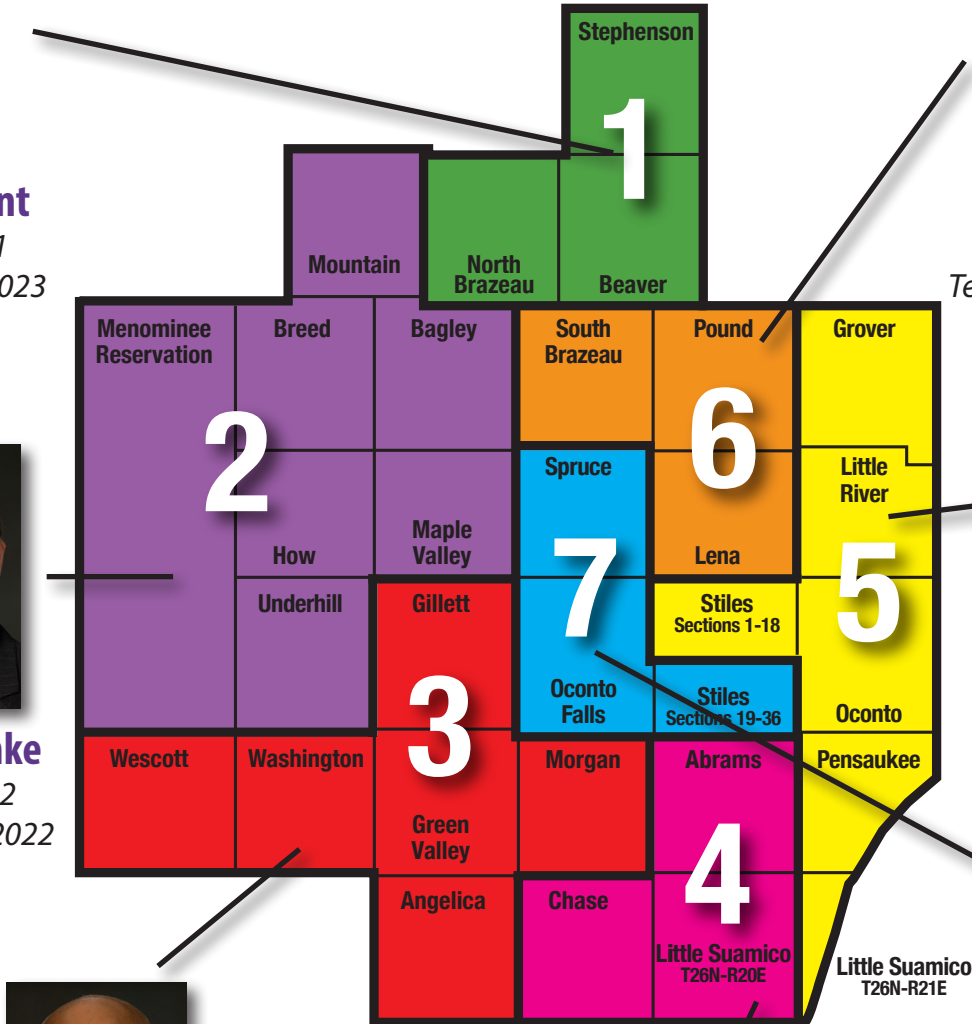 Stephenson
1
nt
1
023
Mountain
North
Brazeau
Beaver
Te
Menominee
Reservation
Breed
Bagley
South
Brazeau
Pound
Grover
2
6
Spruce
Little
River
How
Maple
Valley
7
Lena
5
Underhill
Gillett
Stiles
Sections 1-18
Oconto
Falls
Stiles
Sections 19-36
Oconto
3
ake
2
2022
Wescott
Washington
Morgan
Abrams
Pensaukee
Green
Valley
4
Angelica
Chase
Little Suamico
T26N-R20E
Little Suamico
T26N-R21E